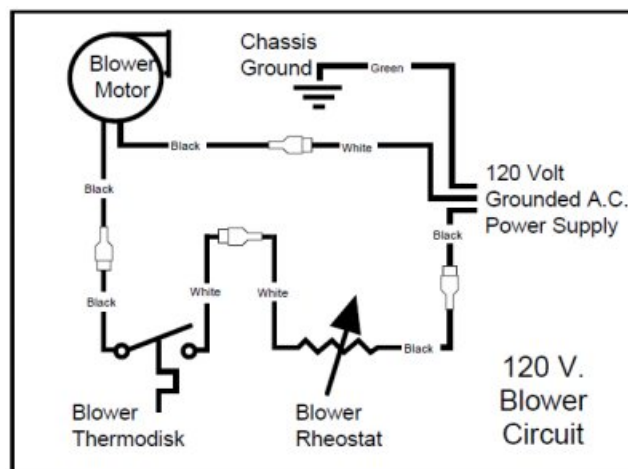 Blower
Motor
Chassis
Ground
Green
Black
White
120 Volt
Grounded A.C.
Power Supply
Black
Black
Black
White
White
Black
Blower
Thermodisk
Blower
Rheostat
120 V.
Blower
Circuit